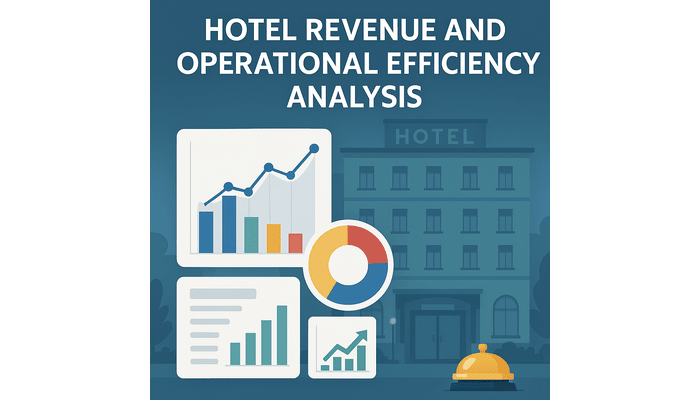 HOTEL REVENUE AND
OPERATIONAL EFFICIENCY
ANALYSIS
HOTEL